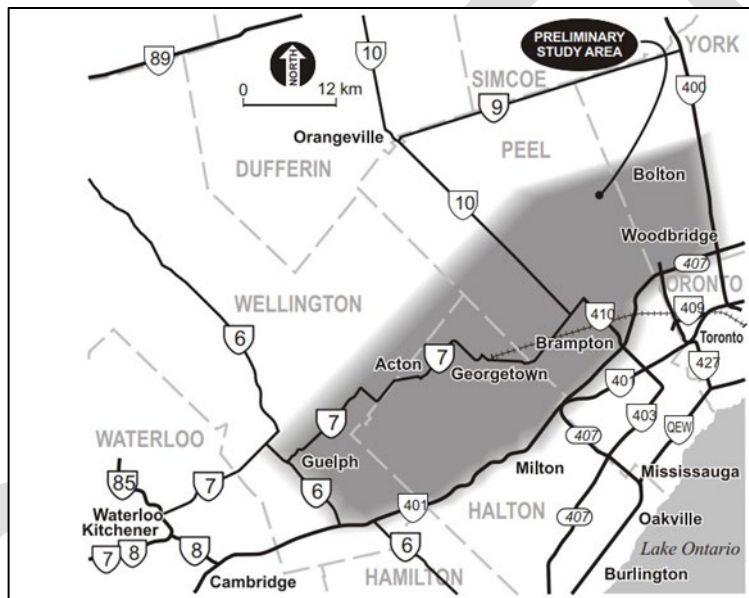 PRELIMINARY
STUDY AREA
YORK
89
10
NORTH
0 12 km
SIMCOE
400
9
Orangeville
DUFFERIN
PEEL
Bolton
10
Woodbridge
407
TORONTO
WELLINGTON
6
410
409
Brampton
Toronto
7
Acton
Georgetown
427
401
7
403
QEW
WATERLOO
Guelph
407
85
7
6
Milton
Mississauga
Waterloo
Kitchener
401
HALTON
407
Oakville
7
8
8
6
Lake Ontario
Cambridge
HAMILTON
Burlington